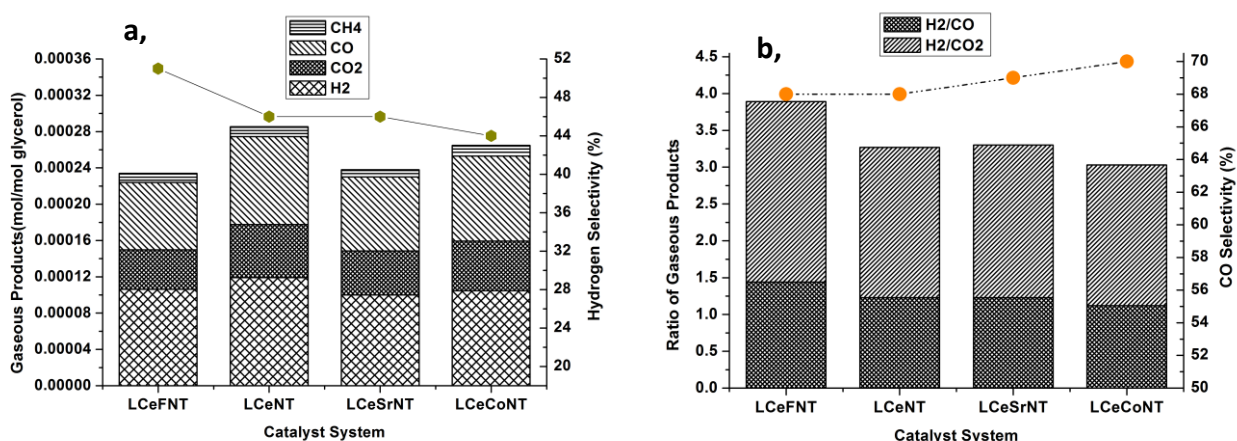 a,
CH4
CO
CO2
H2
Gaseous Products(mol/mol glycerol)
0.00036
0.00032
0.00028
0.00024
0.00020
0.00016
0.00012
0.00008
0.00004
0.00000
52
48
44
40
36
32
28
24
20
Hydrogen Selectivity (%)
LCeFNT LCeNT LCeSrNT LCeCoNT
Catalyst System
b,
H2/CO
H2/CO2
Ratio of Gaseous Products
4.5
4.0
3.5
3.0
2.5
2.0
1.5
1.0
0.5
0.0
70
68
66
64
62
60
58
56
54
52
50
CO Selectivity (%)
LCeFNT LCeNT LCeSrNT LCeCoNT
Catalyst System